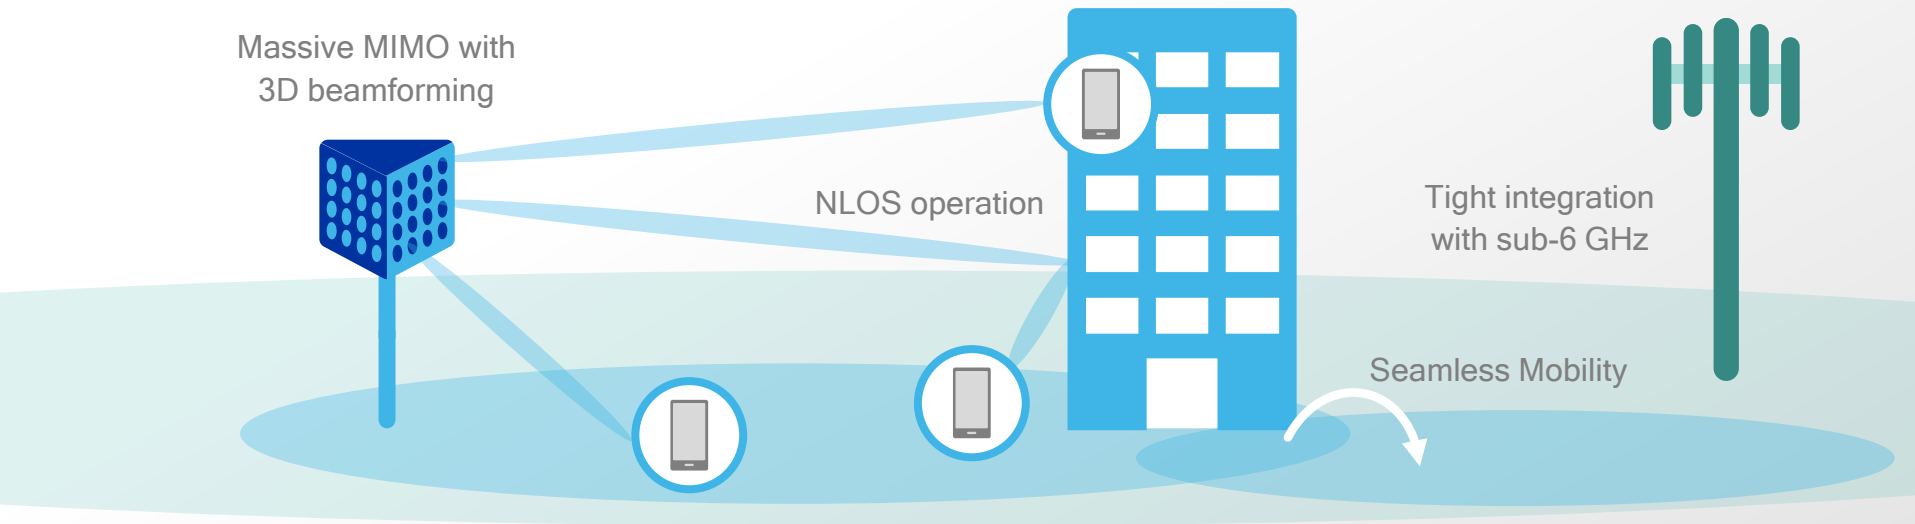 Massive MIMO with
3D beamforming
NLOS operation
Tight integration
with sub-6 GHz
Seamless Mobility